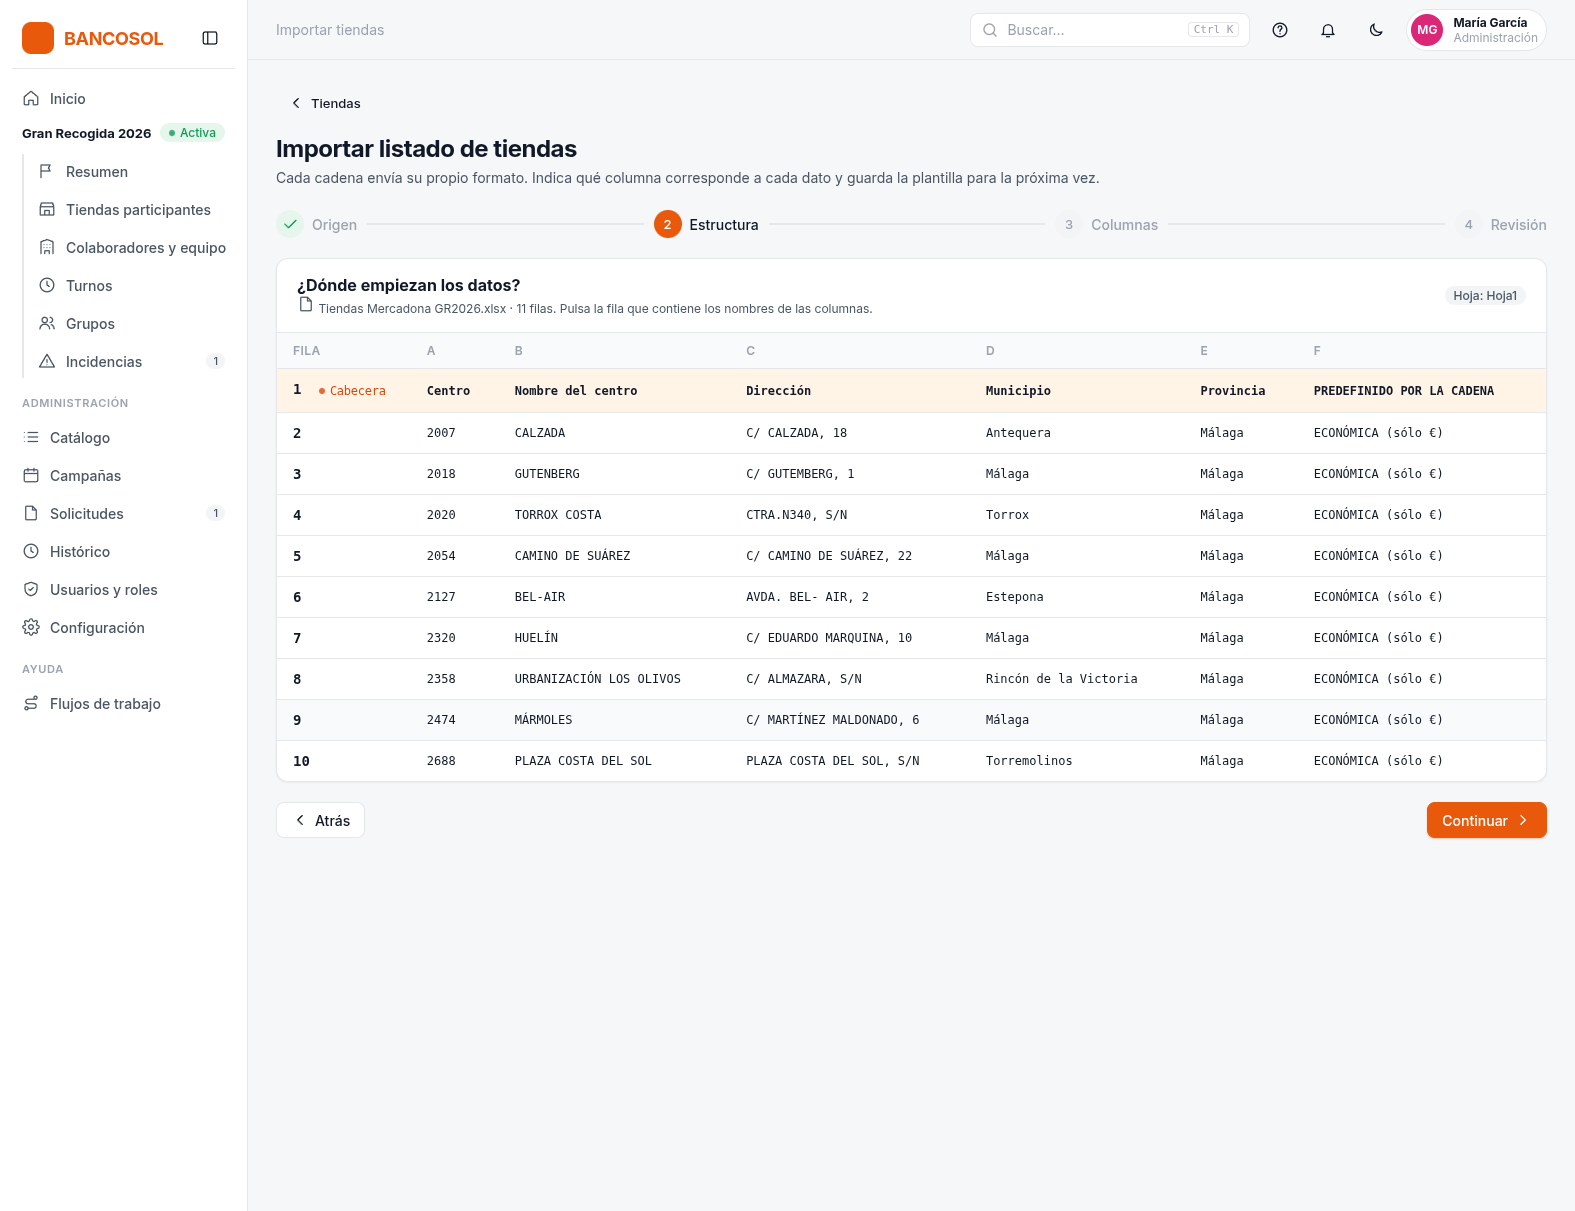 BANCOSOL
Inicio
Gran Recogida 2026 Activa
Resumen
Tiendas participantes
Colaboradores y equipo
Turnos
Grupos
Incidencias 1
ADMINISTRACIÓN
Catálogo
Campañas
Solicitudes 1
Histórico
Usuarios y roles
Configuración
AYUDA
Flujos de trabajo
Importar tiendas
Buscar... Ctrl K
MG María García
Administración
Tiendas
Importar listado de tiendas
Cada cadena envía su propio formato. Indica qué columna corresponde a cada dato y guarda la plantilla para la próxima vez.
Origen 2 Estructura 3 Columnas 4 Revisión
¿Dónde empiezan los datos?
Tiendas Mercadona GR2026.xlsx · 11 filas. Pulsa la fila que contiene los nombres de las columnas.
Hoja: Hoja1
FILA A B C D E F
1 Cabecera Centro Nombre del centro Dirección Municipio Provincia PREDEFINIDO POR LA CADENA
2 2007 CALZADA C/ CALZADA, 18 Antequera Málaga ECONÓMICA (sólo €)
3 2018 GUTENBERG C/ GUTEMBERG, 1 Málaga Málaga ECONÓMICA (sólo €)
4 2020 TORROX COSTA CTRA.N340, S/N Torrox Málaga ECONÓMICA (sólo €)
5 2054 CAMINO DE SUÁREZ C/ CAMINO DE SUÁREZ, 22 Málaga Málaga ECONÓMICA (sólo €)
6 2127 BEL-AIR AVDA. BEL- AIR, 2 Estepona Málaga ECONÓMICA (sólo €)
7 2320 HUELÍN C/ EDUARDO MARQUINA, 10 Málaga Málaga ECONÓMICA (sólo €)
8 2358 URBANIZACIÓN LOS OLIVOS C/ ALMAZARA, S/N Rincón de la Victoria Málaga ECONÓMICA (sólo €)
9 2474 MÁRMOLES C/ MARTÍNEZ MALDONADO, 6 Málaga Málaga ECONÓMICA (sólo €)
10 2688 PLAZA COSTA DEL SOL PLAZA COSTA DEL SOL, S/N Torremolinos Málaga ECONÓMICA (sólo €)
Atrás Continuar